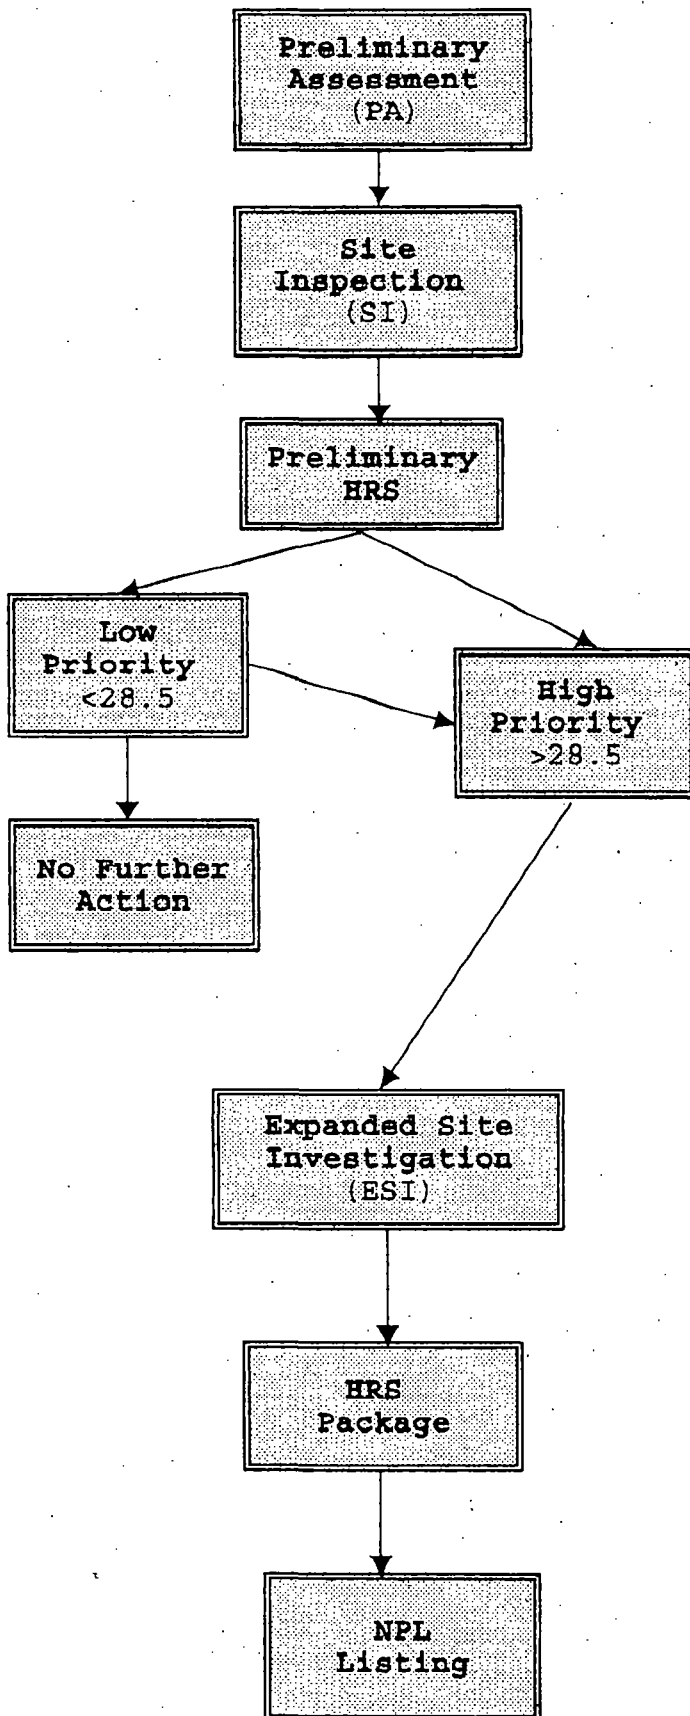 Preliminary
Assessment
(PA)
Site
Inspection
(SI)
Preliminary
HRS
Low
Priority
<28.5
High
Priority
>28.5
No Further
Action
Expanded Site
Investigation
(ESI)
HRS
Package
NPL
Listing